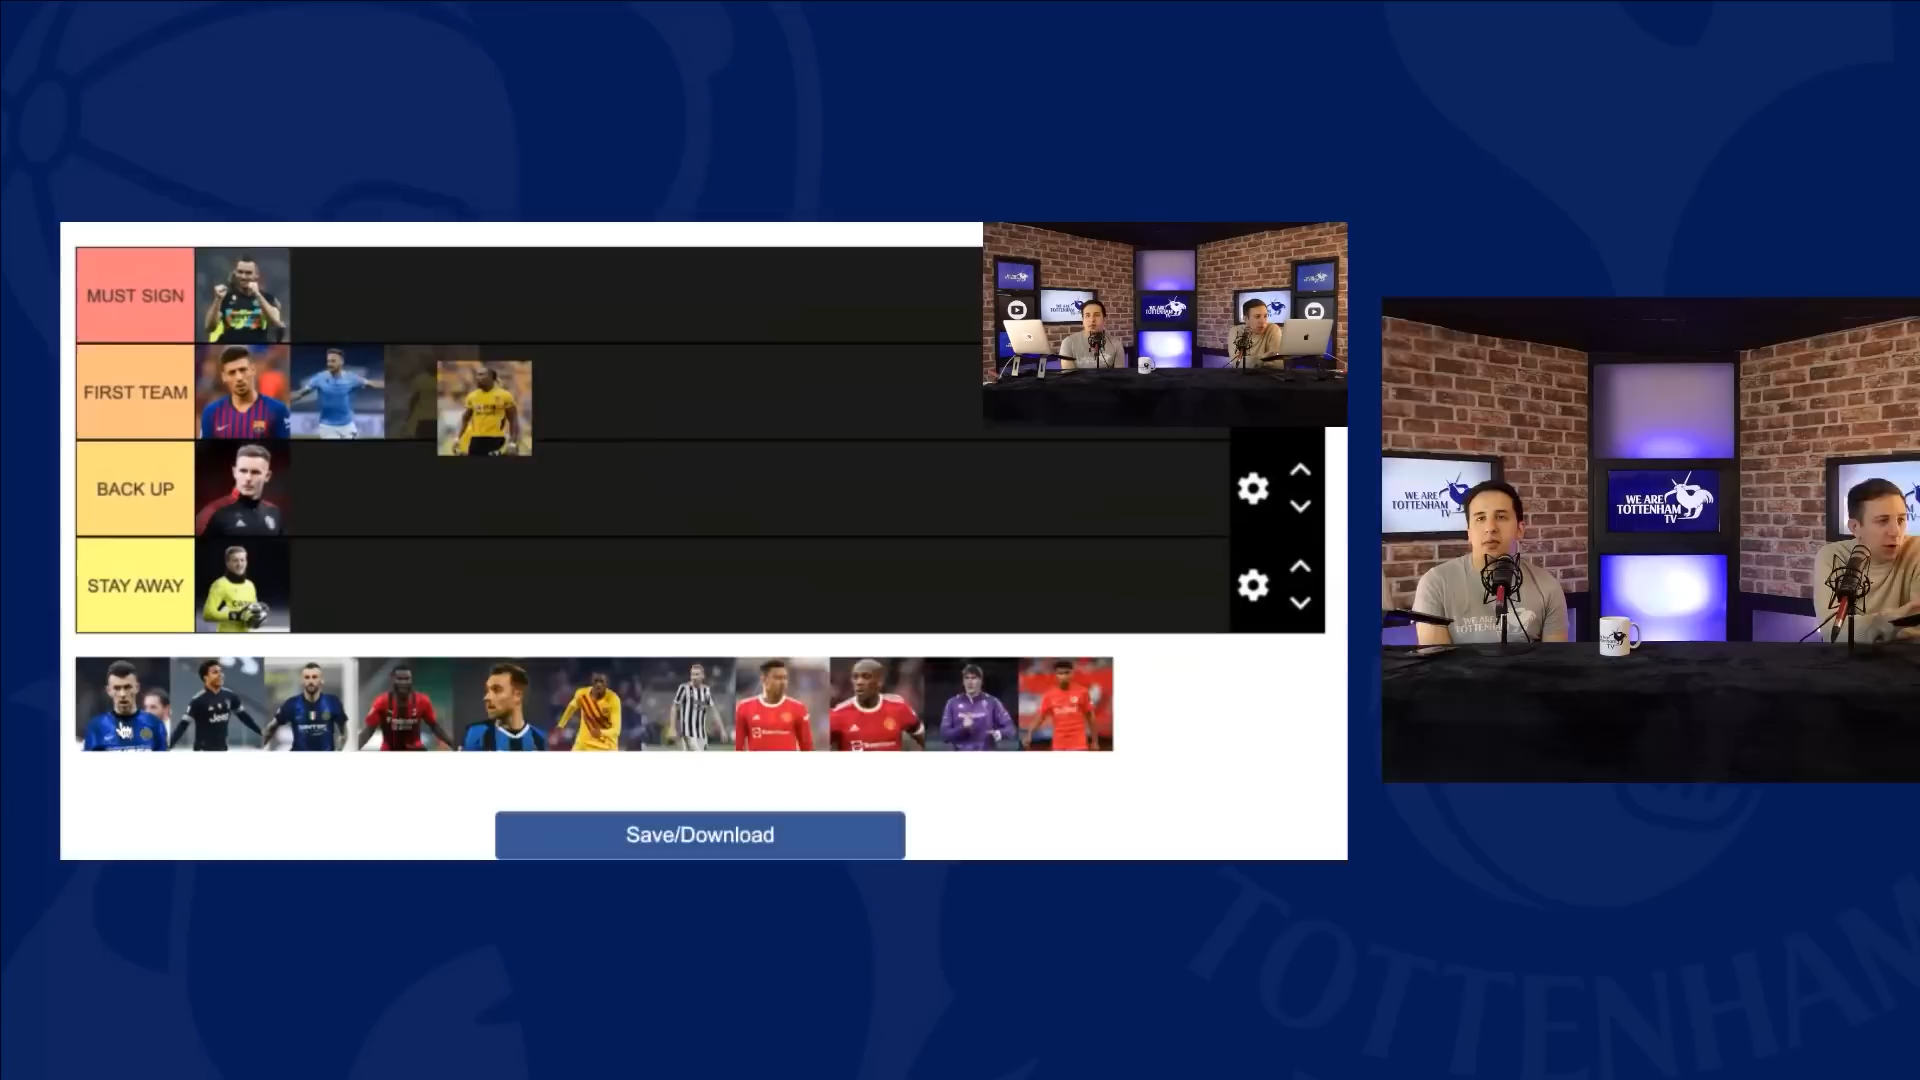 MUST SIGN
FIRST TEAM
BACK UP
STAY AWAY
Save/Download
WE ARE
TOTTENHAM
TV
WE ARE
TOTTENHAM
TV
TOTTENHAM